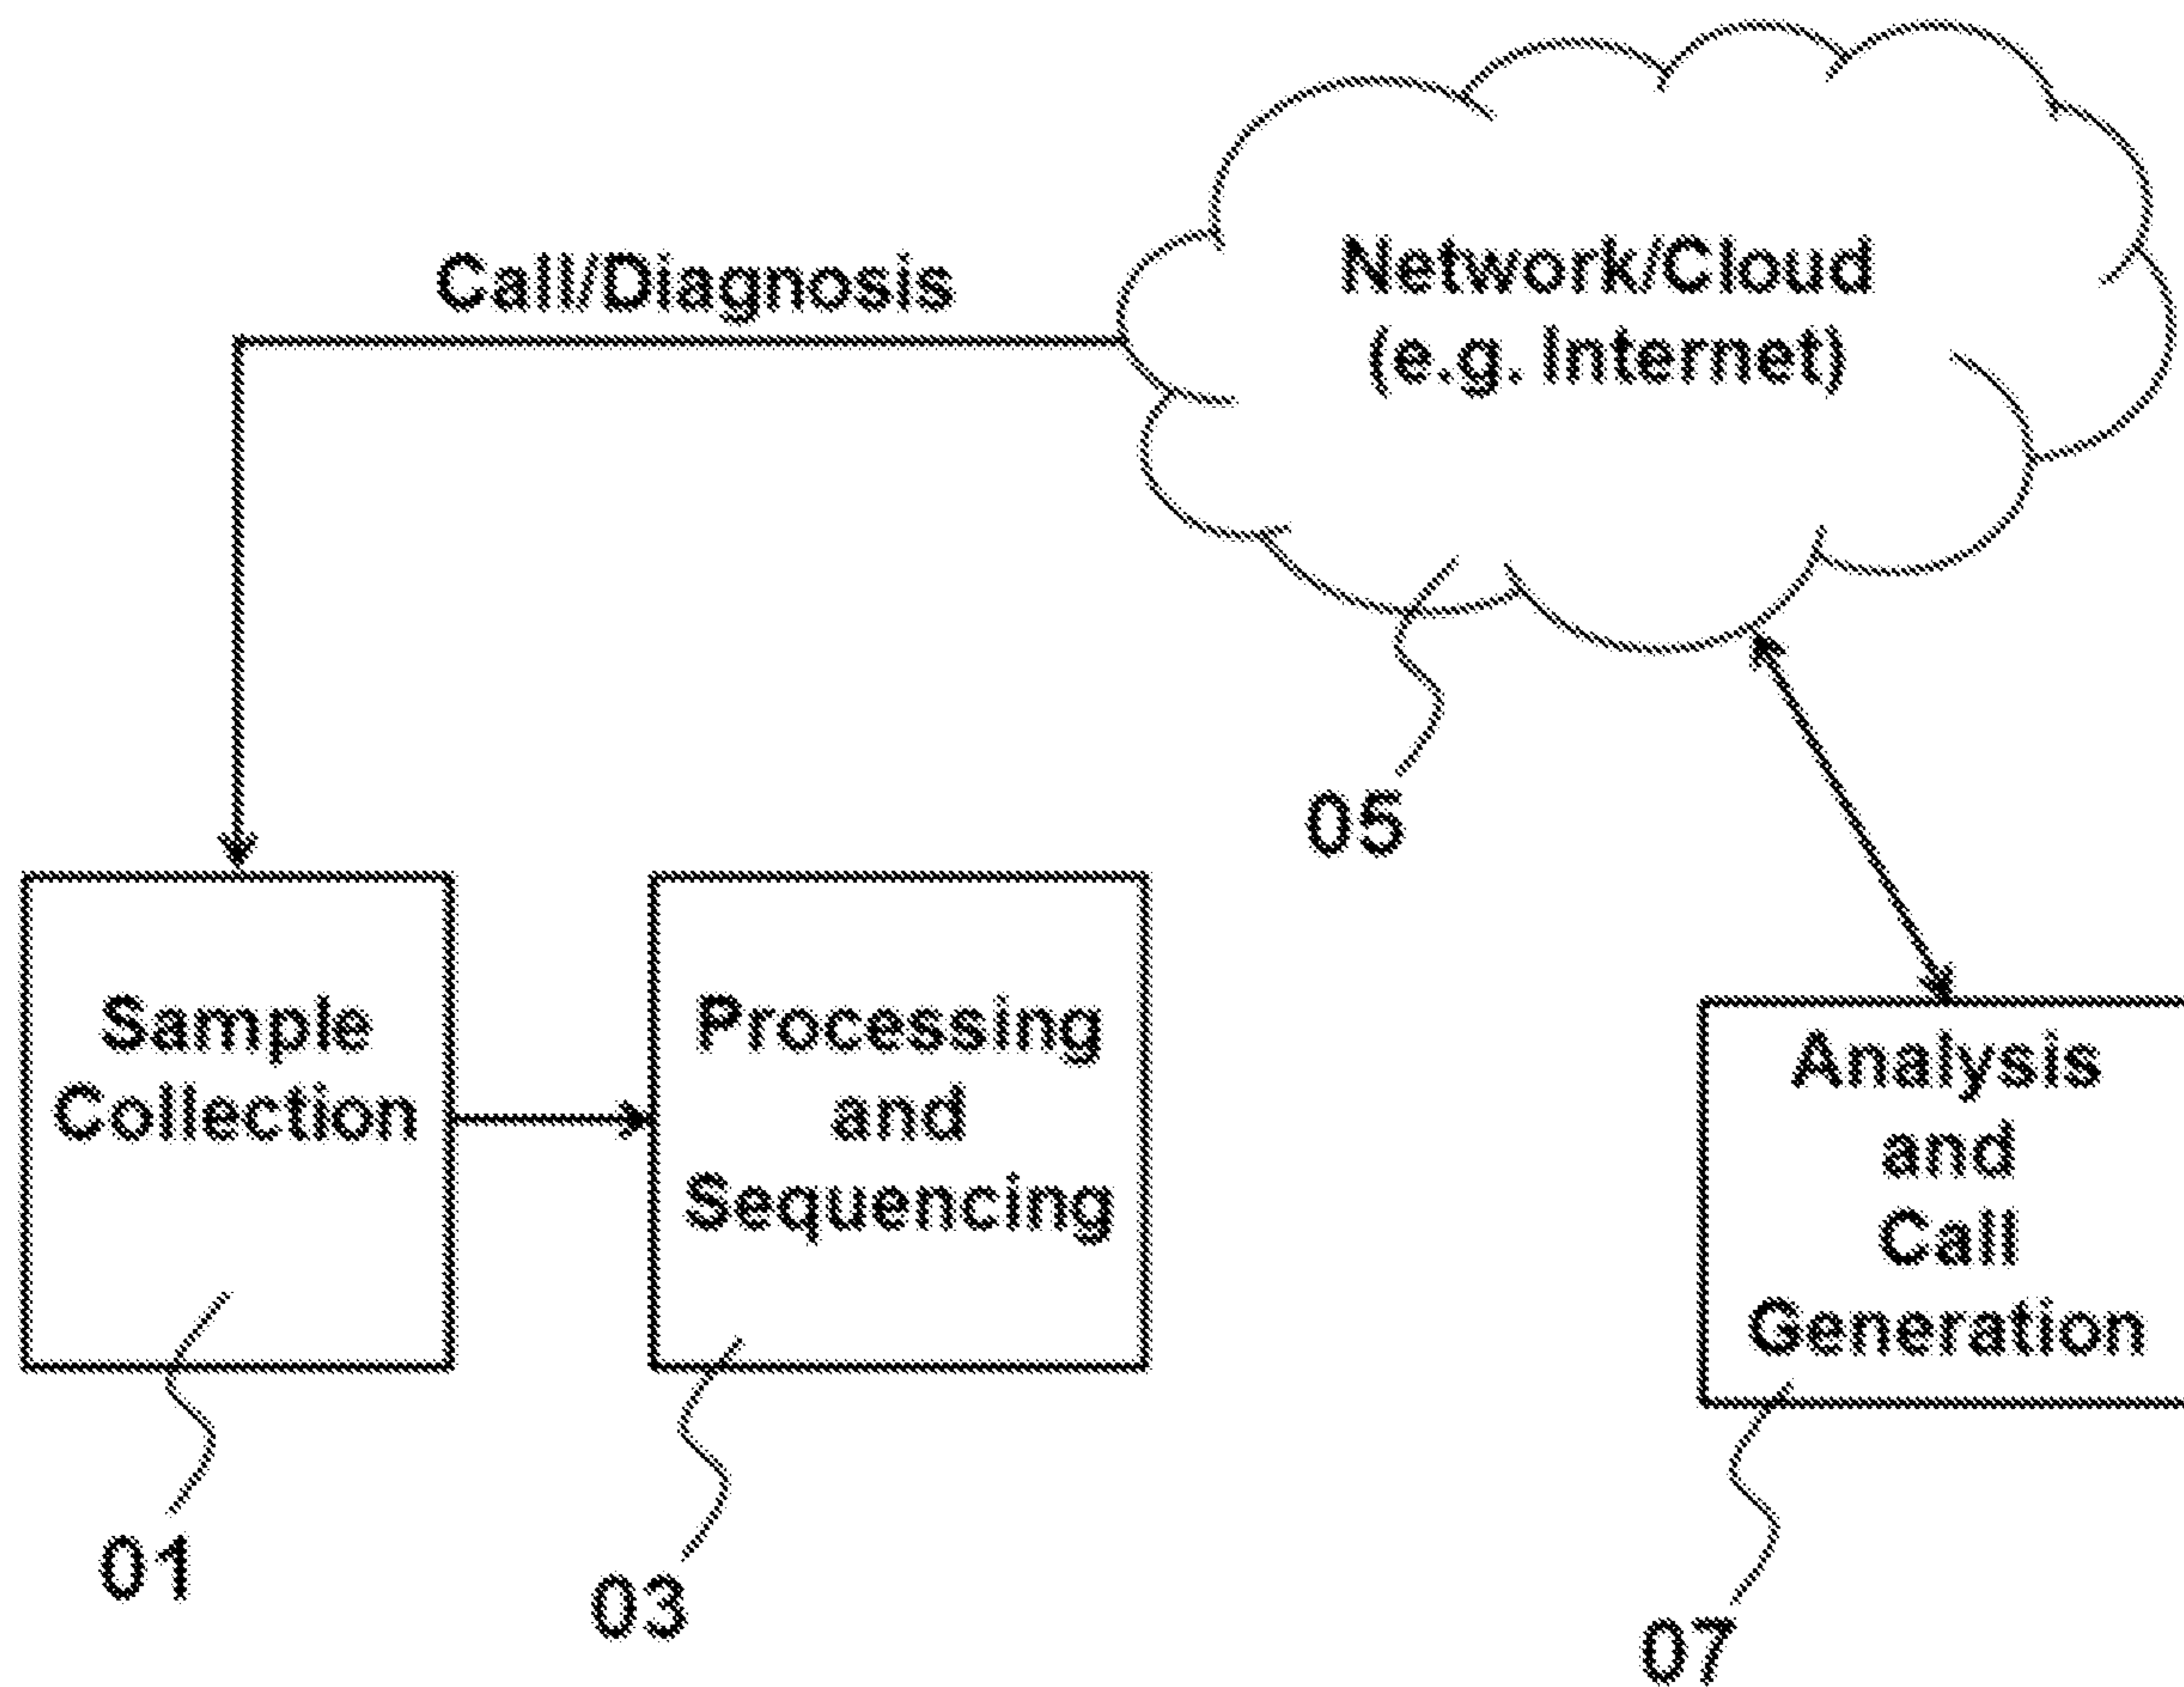 Call/Diagnosis
Network/Cloud
(e.g. Internet)
05
Sample
Collection
Processing
and
Sequencing
Analysis
and
Call
Generation
01
03
07